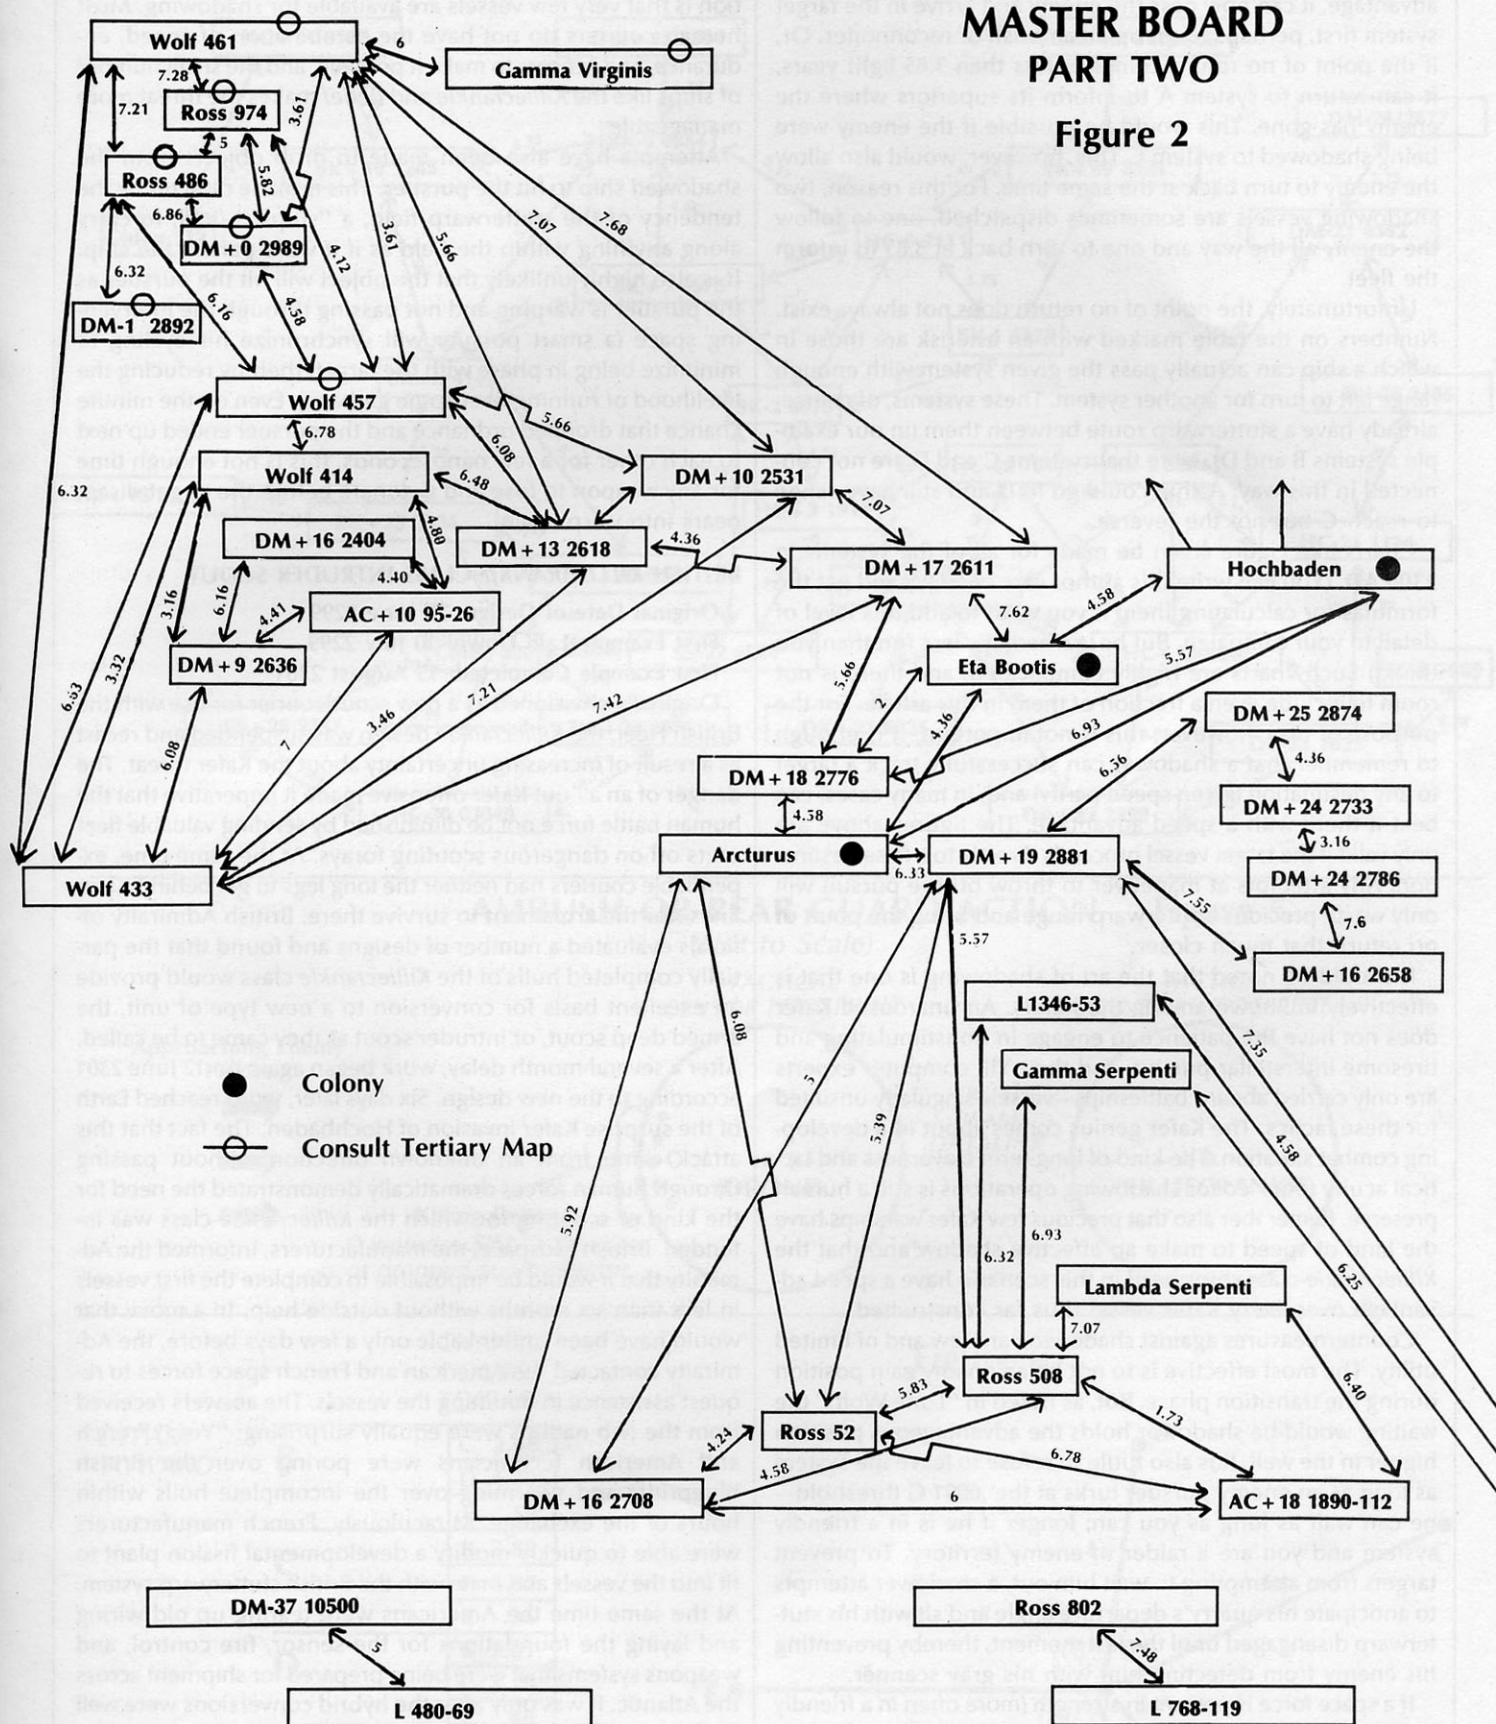 MASTER BOARD
PART TWO
Figure 2
Wolf 461
6
Gamma Virginis
7.28
7.21
Ross 974
3.61
5
Ross 486
5.82
6.86
DM + 0 2989
4.12
3.61
5.66
7.07
7.68
6.32
DM-1 2892
4.58
Wolf 457
6.78
5.66
6.08
Wolf 414
6.48
DM + 10 2531
6.32
7.07
DM + 16 2404
4.80
DM + 13 2618
4.36
DM + 17 2611
Hochbaden
4.40
3.16
6.16
4.41
AC + 10 95-26
7.62
4.58
DM + 9 2636
Eta Bootis
5.57
3.32
6.63
7.21
7.42
5.66
2
3.46
7
6.08
4.36
6.93
DM + 25 2874
6.56
4.36
DM + 18 2776
4.58
DM + 24 2733
3.16
Arcturus
6.33
DM + 19 2881
DM + 24 2786
Wolf 433
7.55
7.6
5.57
DM + 16 2658
L1346-53
6.08
7.35
Gamma Serpenti
5
5.39
4.58
Colony
Consult Tertiary Map
5.92
6.93
6.32
6.25
Lambda Serpenti
7.07
Ross 508
6.40
5.83
1.73
Ross 52
4.24
4.58
6.78
DM + 16 2708
6
AC + 18 1890-112
DM-37 10500
Ross 802
7.48
L 480-69
L 768-119